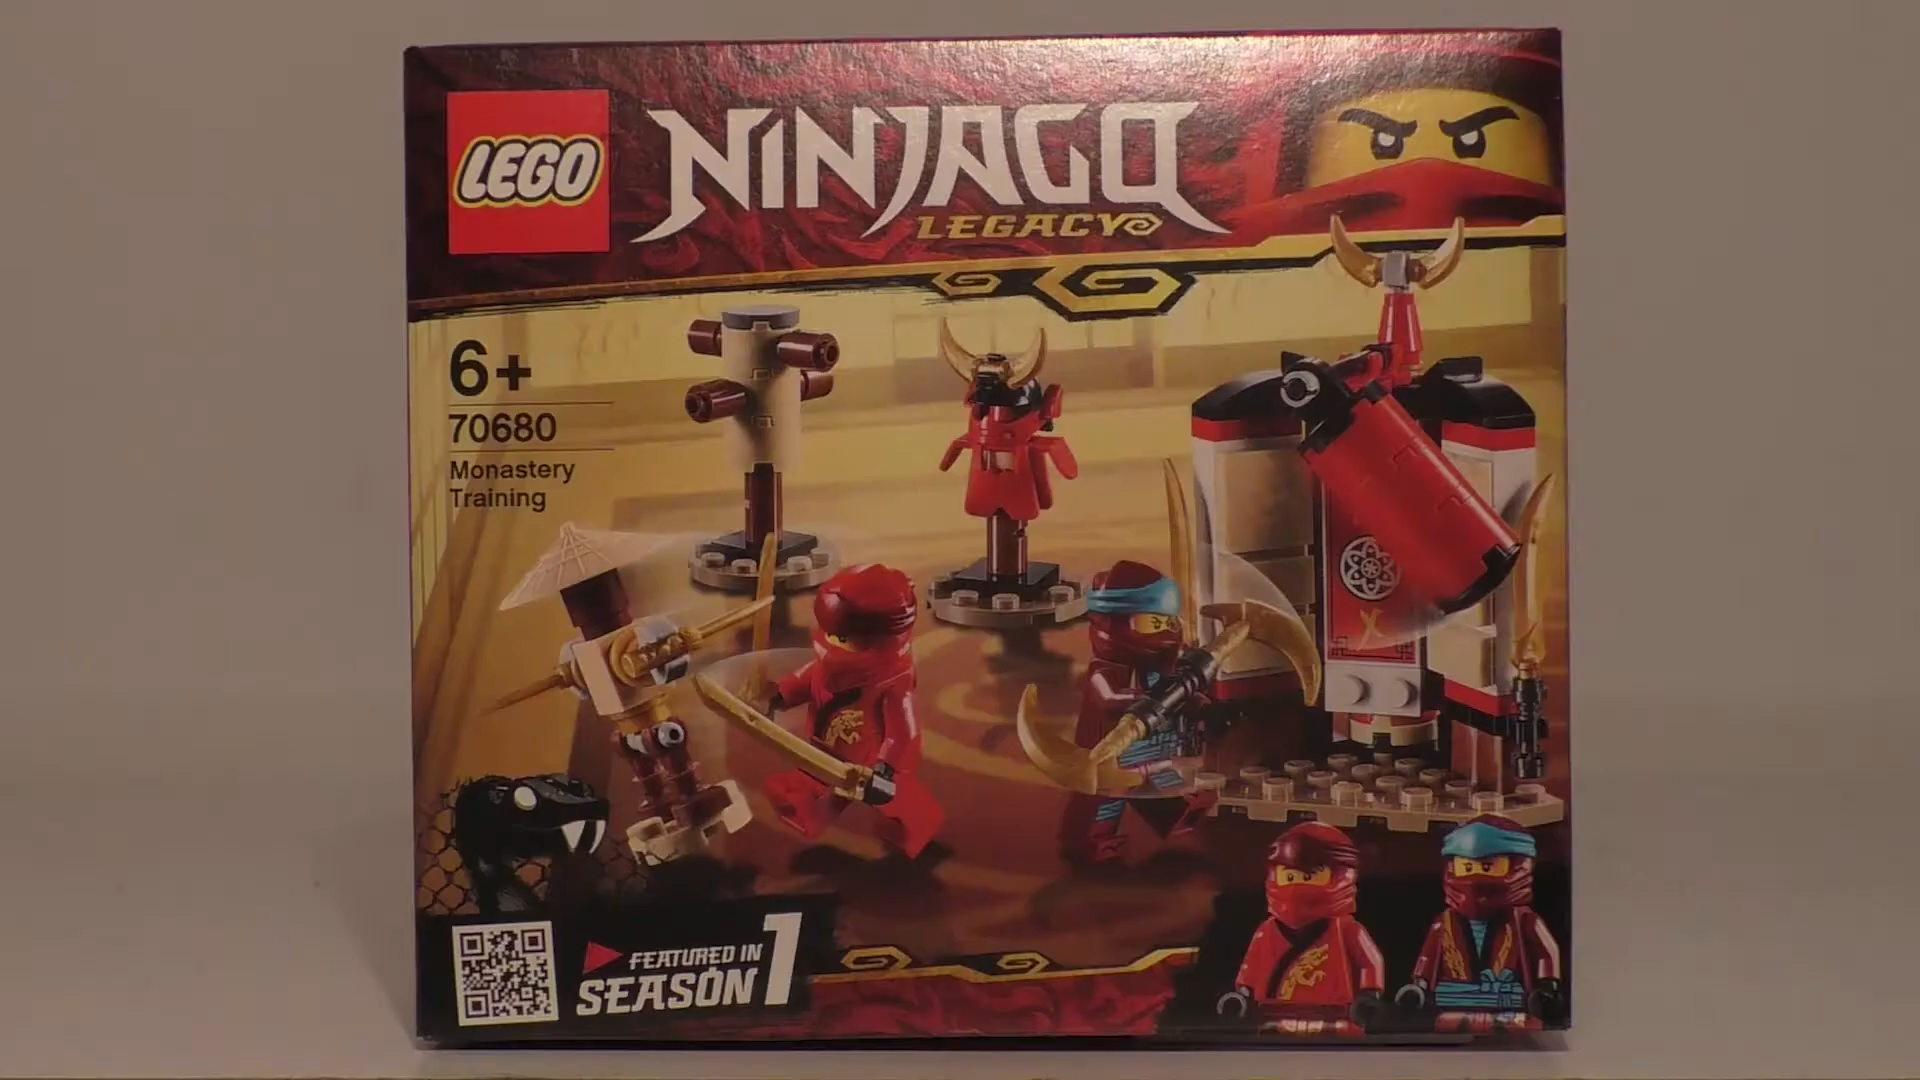 LEGO
NINJAGO
LEGACY
6+
70680
Monastery
Training
FEATURED IN
SEASON 1